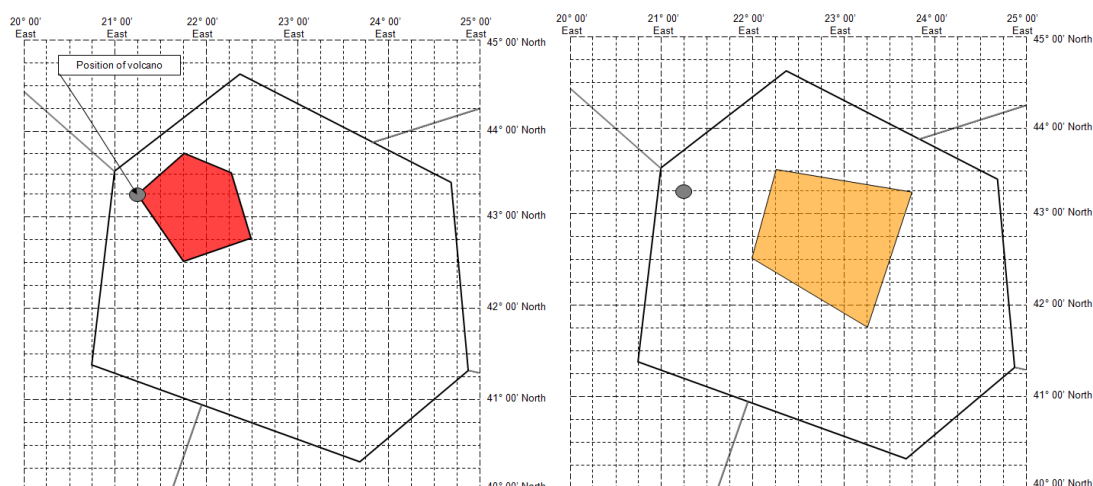 20° 00' 21° 00' 22° 00' 23° 00' 24° 00' 25° 00'
East East East East East East
45° 00' North
Position of volcano
44° 00' North
43° 00' North
42° 00' North
41° 00' North
40° 00' North
20° 00' 21° 00' 22° 00' 23° 00' 24° 00' 25° 00'
East East East East East East
45° 00' North
44° 00' North
43° 00' North
42° 00' North
41° 00' North
40° 00' North